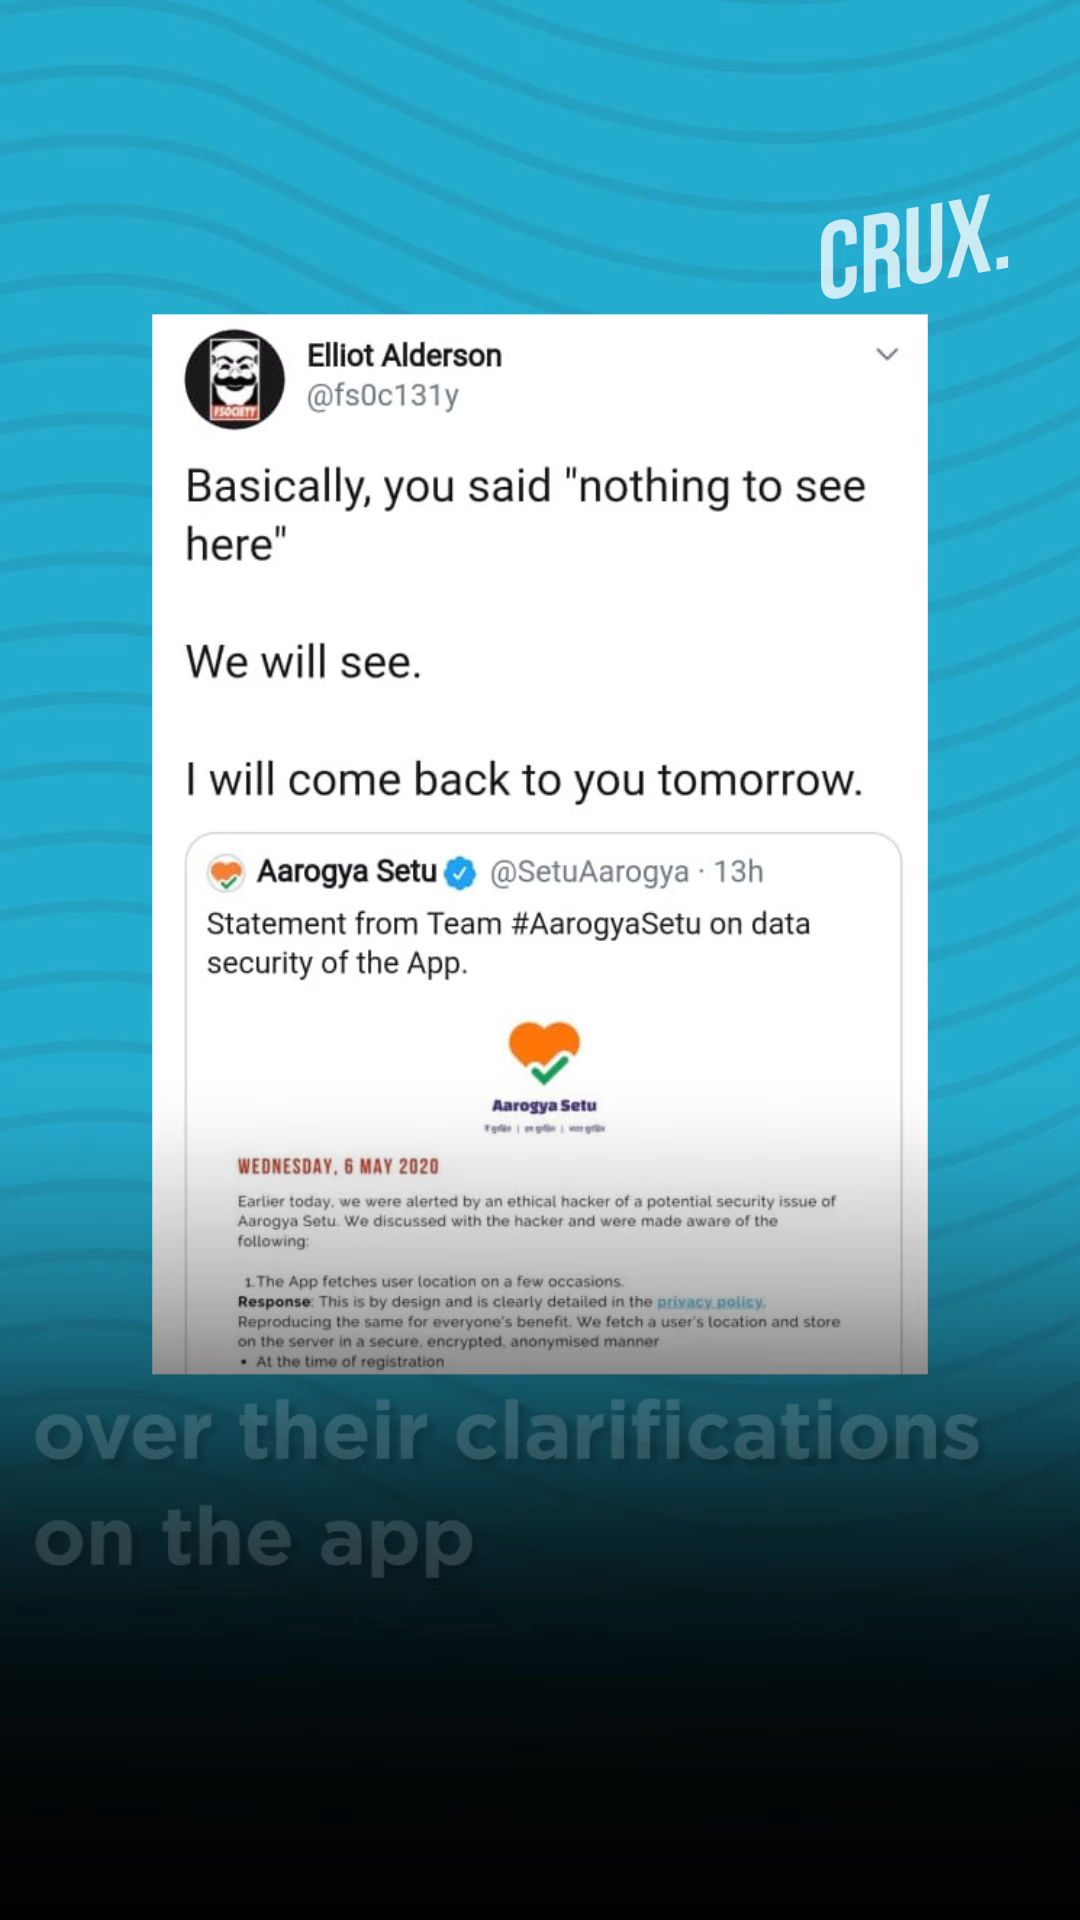 CRUX.
Elliot Alderson
@fs0c131y
FSOCIETY
Basically, you said "nothing to see
here"
We will see.
I will come back to you tomorrow.
Aarogya Setu @SetuAarogya · 13h
Statement from Team #AarogyaSetu on data
security of the App.
Aarogya Setu
WEDNESDAY, 6 MAY 2020
Earlier today, we were alerted by an ethical hacker of a potential security issue of
Aarogya Setu. We discussed with the hacker and were made aware of the
following:
1.The App fetches user location on a few occasions.
Response: This is by design and is clearly detailed in the privacy policy.
Reproducing the same for everyone's benefit. We fetch a user's location and store
on the server in a secure, encrypted, anonymised manner
• At the time of registration
over their clarifications
on the app